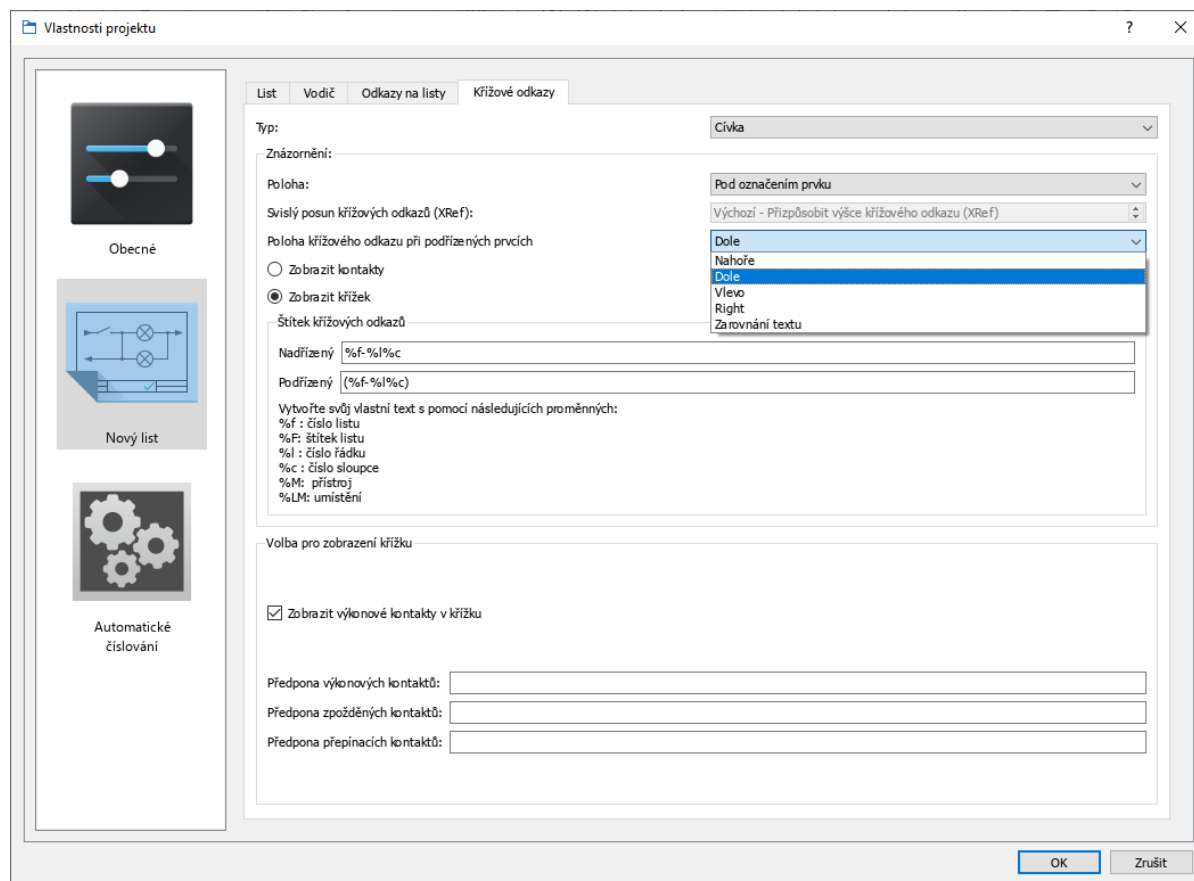 Vlastnosti projektu
?
List
Vodič
Odkazy na listy
Křížové odkazy
Obecné
Nový list
Automatické
číslování
Typ:
Cívka
Znázornění:
Poloha:
Pod označením prvku
Svislý posun křížových odkazů (XRef):
Výchozí - Přizpůsobit výšce křížového odkazu (XRef)
Poloha křížového odkazu při podřízených prvcích
Dole
Nahoře
Dole
Vlevo
Right
Zarovnání textu
Zobrazit kontakty
Zobrazit křížek
Štítek křížových odkazů
Nadřízený
%f-%l%c
Podřízený
(%f-%l%c)
Vytvořte svůj vlastní text s pomocí následujících proměnných:
%f : číslo listu
%F: štítek listu
%l : číslo řádku
%c : číslo sloupce
%M:  přístroj
%LM: umístění
Volba pro zobrazení křížku
Zobrazit výkonové kontakty v křížku
Předpona výkonových kontaktů:
Předpona zpožděných kontaktů:
Předpona přepínacích kontaktů:
OK
Zrušit